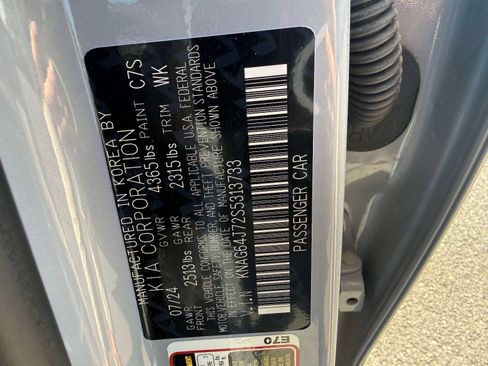 MANUFACTURED IN KOREA BY
KIA CORPORATION
07/24 GVWR 4365lbs PAINT C7S
GAWR GAWR
FRONT 2513lbs REAR 2315lbs TRIM WK
THIS VEHICLE CONFORMS TO ALL APPLICABLE U.S.A. FEDERAL
MOTOR VEHICLE SAFETY, BUMPER, AND THEFT PREVENTION STANDARDS
IN EFFECT ON THE DATE OF MANUFACTURE SHOWN ABOVE
V.I.N KNAG64J72S5313733
PASSENGER CAR
E70